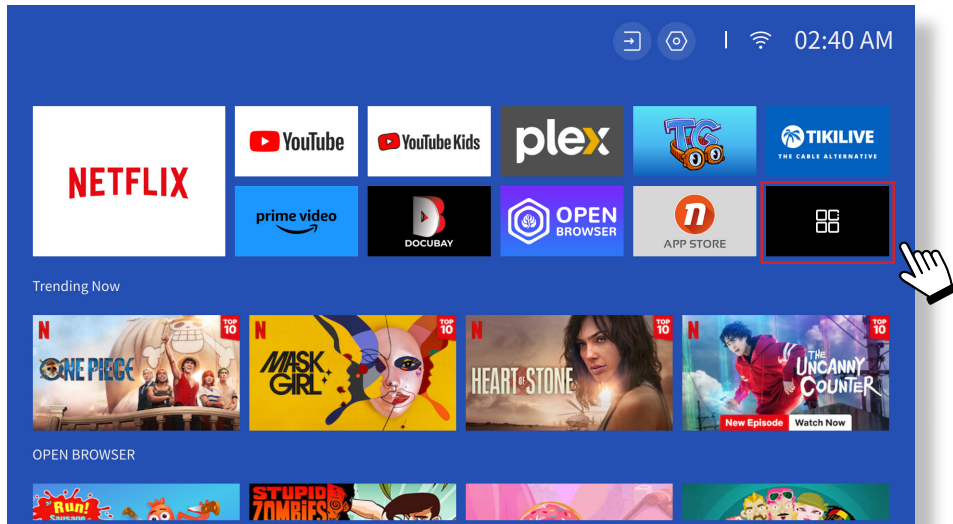 02:40 AM
NETFLIX
YouTube
YouTube Kids
plex
TG
TIKILIVE
THE CABLE ALTERNATIVE
prime video
DOCUBAY
OPEN
BROWSER
APP STORE
Trending Now
N
TOP
10
ONE PIECE
N
TOP
10
MASK
GIRL
N
TOP
10
HEART OF STONE
N
TOP
10
THE
UNCANNY
COUNTER
New Episode
Watch Now
OPEN BROWSER
Run!
Sausage
STUPID
ZOMBIES